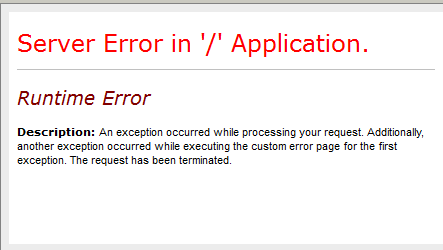 Server Error in '/' Application.
Runtime Error
Description: An exception occurred while processing your request. Additionally,
another exception occurred while executing the custom error page for the first
exception. The request has been terminated.